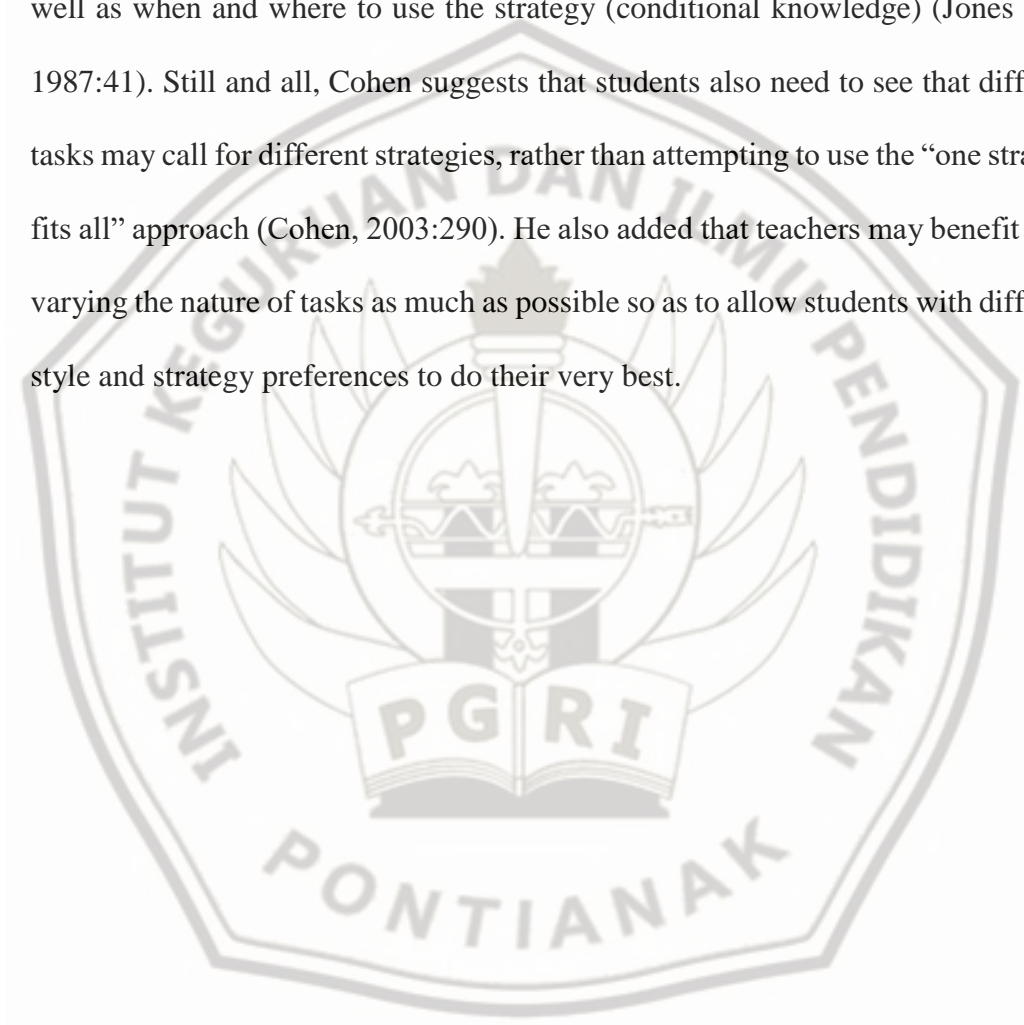 well as when and where to use the strategy (conditional knowledge) (Jones
1987:41). Still and all, Cohen suggests that students also need to see that diff
tasks may call for different strategies, rather than attempting to use the “one stra
fits all” approach (Cohen, 2003:290). He also added that teachers may benefit
varying the nature of tasks as much as possible so as to allow students with diff
style and strategy preferences to do their very best.
INSTITUT KEGURUAN DAN ILMU PENDIDIKAN
PGRI
PONTIANAK